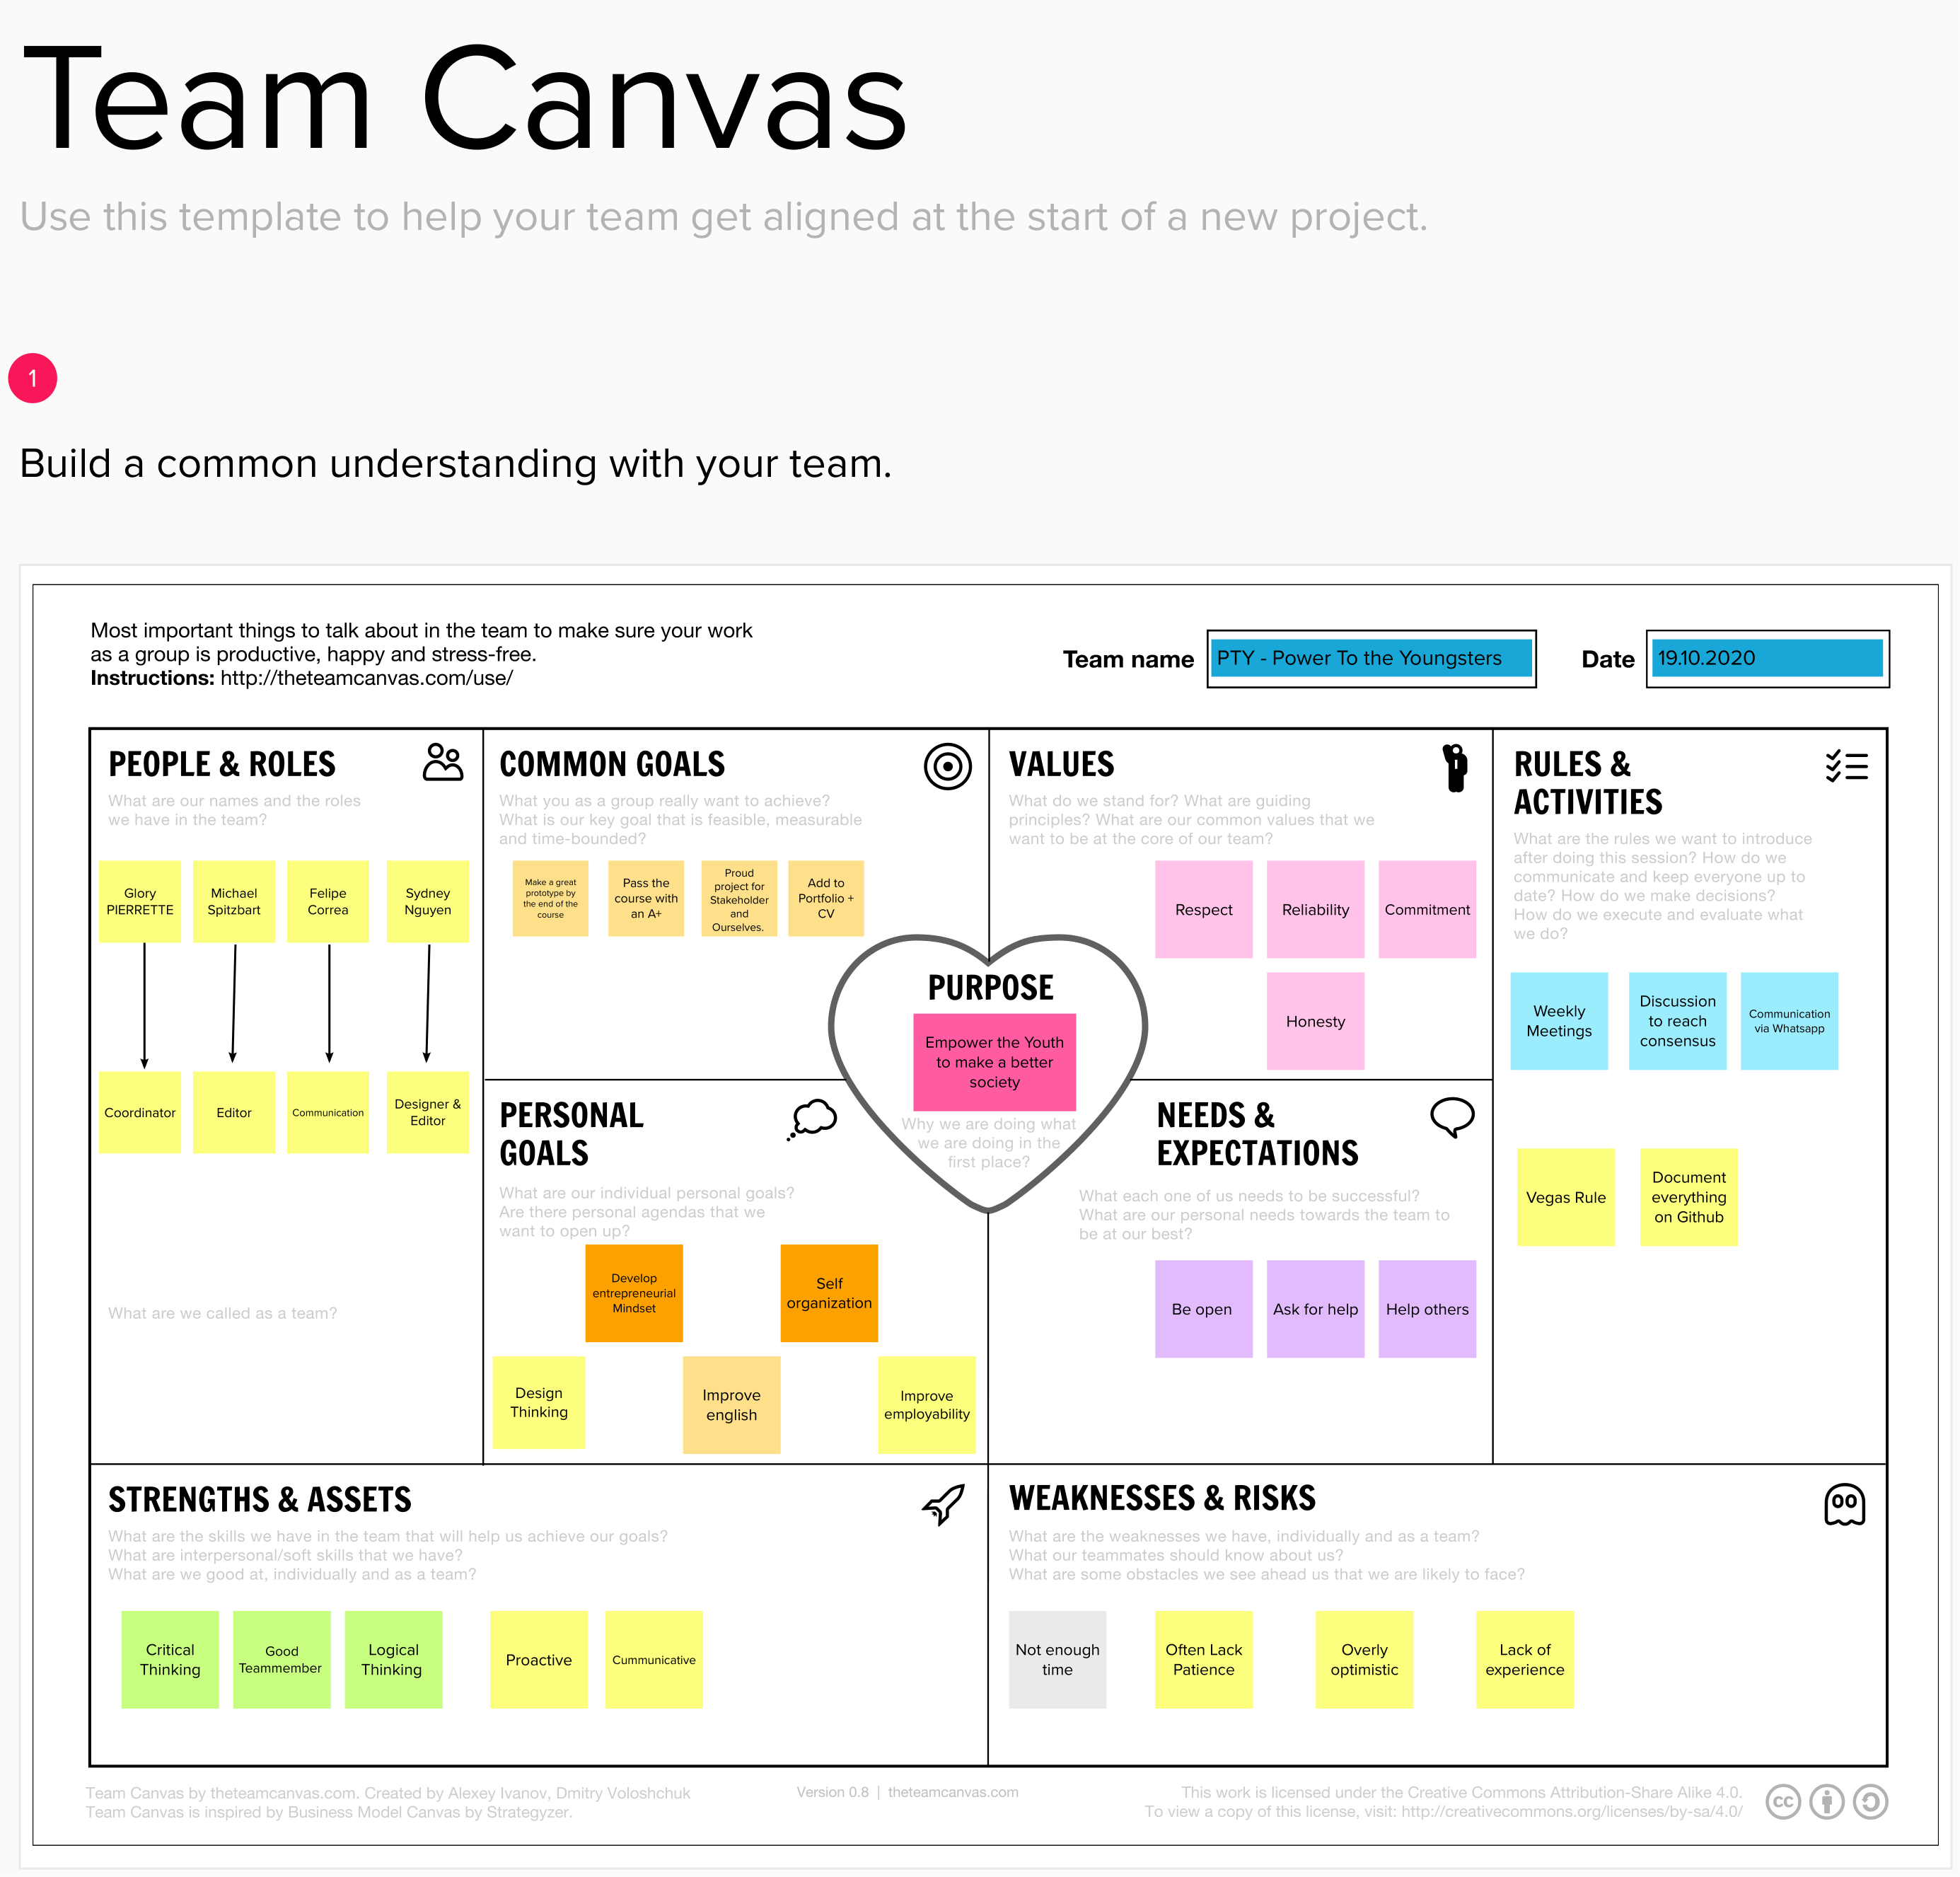 Team Canvas
Use this template to help your team get aligned at the start of a new project.
1
Build a common understanding with your team.
Most important things to talk about in the team to make sure your work
as a group is productive, happy and stress-free.
Instructions: http://theteamcanvas.com/use/
Team name
PTY - Power To the Youngsters
Date
19.10.2020
PEOPLE & ROLES
What are our names and the roles
we have in the team?
Glory
PIERRETTE
Michael
Spitzbart
Felipe
Correa
Sydney
Nguyen
Coordinator
Editor
Communication
Designer &
Editor
What are we called as a team?
COMMON GOALS
What you as a group really want to achieve?
What is our key goal that is feasible, measurable
and time-bounded?
Make a great
prototype by
the end of the
course
Pass the
course with
an A+
Proud
project for
Stakeholder
and
Ourselves.
Add to
Portfolio +
CV
PERSONAL
GOALS
What are our individual personal goals?
Are there personal agendas that we
want to open up?
Develop
entrepreneurial
Mindset
Self
organization
Design
Thinking
Improve
english
Improve
employability
PURPOSE
Empower the Youth
to make a better
society
Why we are doing what
we are doing in the
first place?
VALUES
What do we stand for? What are guiding
principles? What are our common values that we
want to be at the core of our team?
Respect
Reliability
Commitment
Honesty
NEEDS &
EXPECTATIONS
What each one of us needs to be successful?
What are our personal needs towards the team to
be at our best?
Be open
Ask for help
Help others
RULES &
ACTIVITIES
What are the rules we want to introduce
after doing this session? How do we
communicate and keep everyone up to
date? How do we make decisions?
How do we execute and evaluate what
we do?
Weekly
Meetings
Discussion
to reach
consensus
Communication
via Whatsapp
Vegas Rule
Document
everything
on Github
STRENGTHS & ASSETS
What are the skills we have in the team that will help us achieve our goals?
What are interpersonal/soft skills that we have?
What are we good at, individually and as a team?
Critical
Thinking
Good
Teammember
Logical
Thinking
Proactive
Cummunicative
WEAKNESSES & RISKS
What are the weaknesses we have, individually and as a team?
What our teammates should know about us?
What are some obstacles we see ahead us that we are likely to face?
Not enough
time
Often Lack
Patience
Overly
optimistic
Lack of
experience
Team Canvas by theteamcanvas.com. Created by Alexey Ivanov, Dmitry Voloshchuk
Team Canvas is inspired by Business Model Canvas by Strategyzer.
Version 0.8 | theteamcanvas.com
This work is licensed under the Creative Commons Attribution-Share Alike 4.0.
To view a copy of this license, visit: http://creativecommons.org/licenses/by-sa/4.0/
cc